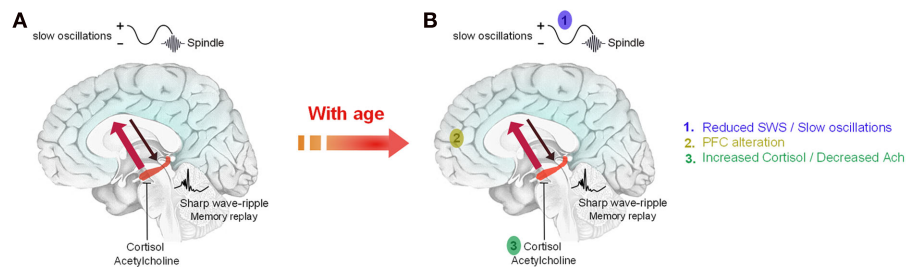 A
+
slow oscillations
−
Spindle
Sharp wave-ripple
Memory replay
Cortisol
Acetylcholine
With age
B
1
+
slow oscillations
−
Spindle
2
Sharp wave-ripple
Memory replay
3 Cortisol
Acetylcholine
1. Reduced SWS / Slow oscillations
2. PFC alteration
3. Increased Cortisol / Decreased Ach